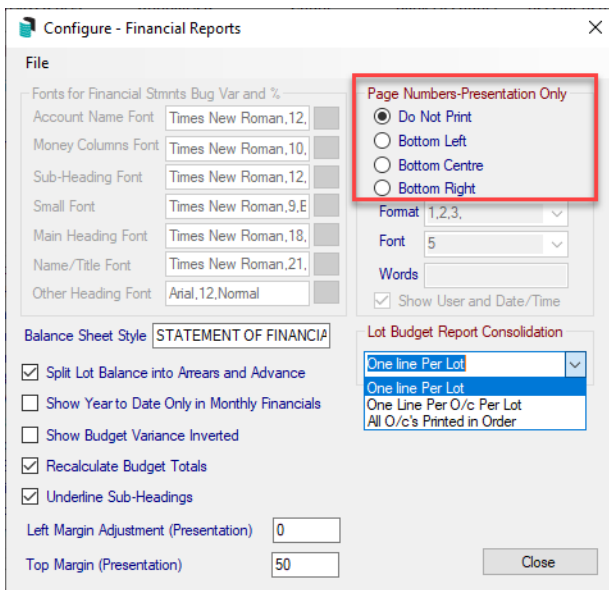 Configure - Financial Reports
File
Fonts for Financial Stmnts Bug Var and %
Account Name Font Times New Roman,12,
Money Columns Font Times New Roman,10,
Sub-Heading Font Times New Roman,12,
Small Font Times New Roman,9,B
Main Heading Font Times New Roman,18,
Name/Title Font Times New Roman,21,
Other Heading Font Arial,12,Normal
Page Numbers-Presentation Only
Do Not Print
Bottom Left
Bottom Centre
Bottom Right
Format 1,2,3,
Font 5
Words
Show User and Date/Time
Balance Sheet Style STATEMENT OF FINANCIA
Split Lot Balance into Arrears and Advance
Show Year to Date Only in Monthly Financials
Show Budget Variance Inverted
Recalculate Budget Totals
Underline Sub-Headings
Left Margin Adjustment (Presentation) 0
Top Margin (Presentation) 50
Lot Budget Report Consolidation
One line Per Lot
One line Per Lot
One Line Per O/c Per Lot
All O/c's Printed in Order
Close